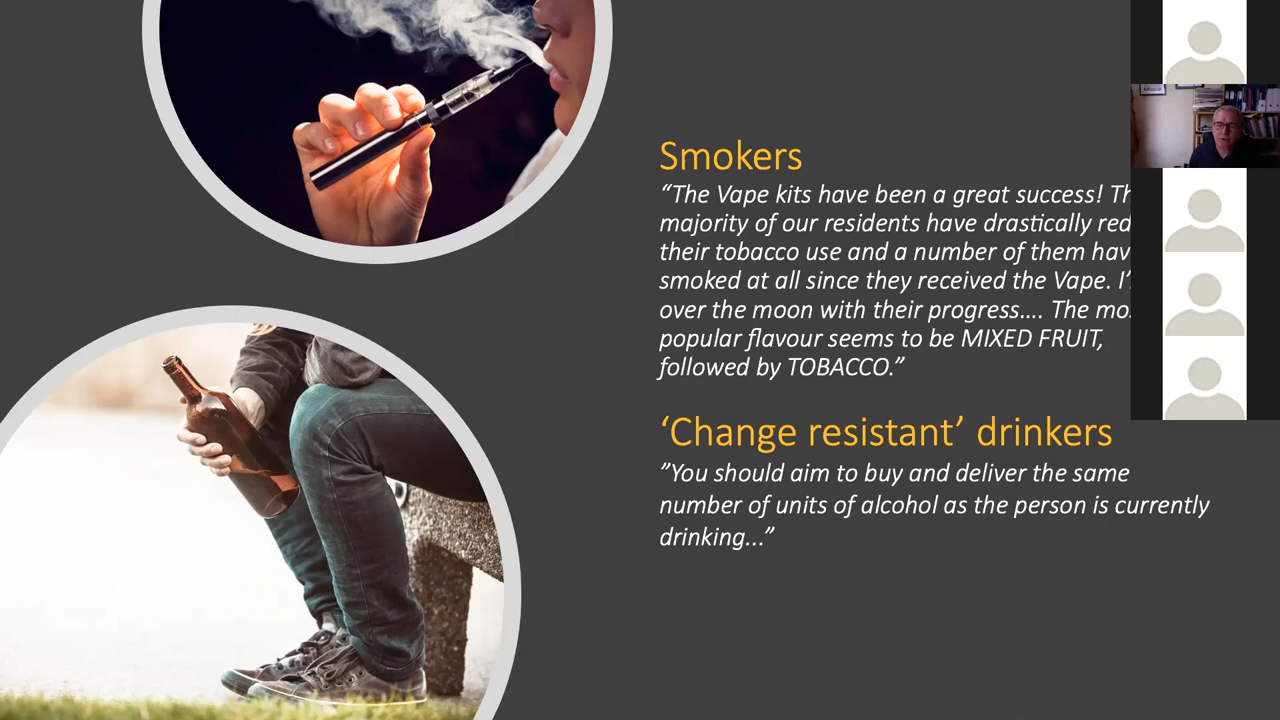 Smokers
“The Vape kits have been a great success! Th
majority of our residents have drastically red
their tobacco use and a number of them hav
smoked at all since they received the Vape. I’
over the moon with their progress.... The mo
popular flavour seems to be MIXED FRUIT,
followed by TOBACCO.”
‘Change resistant’ drinkers
”You should aim to buy and deliver the same
number of units of alcohol as the person is currently
drinking...”